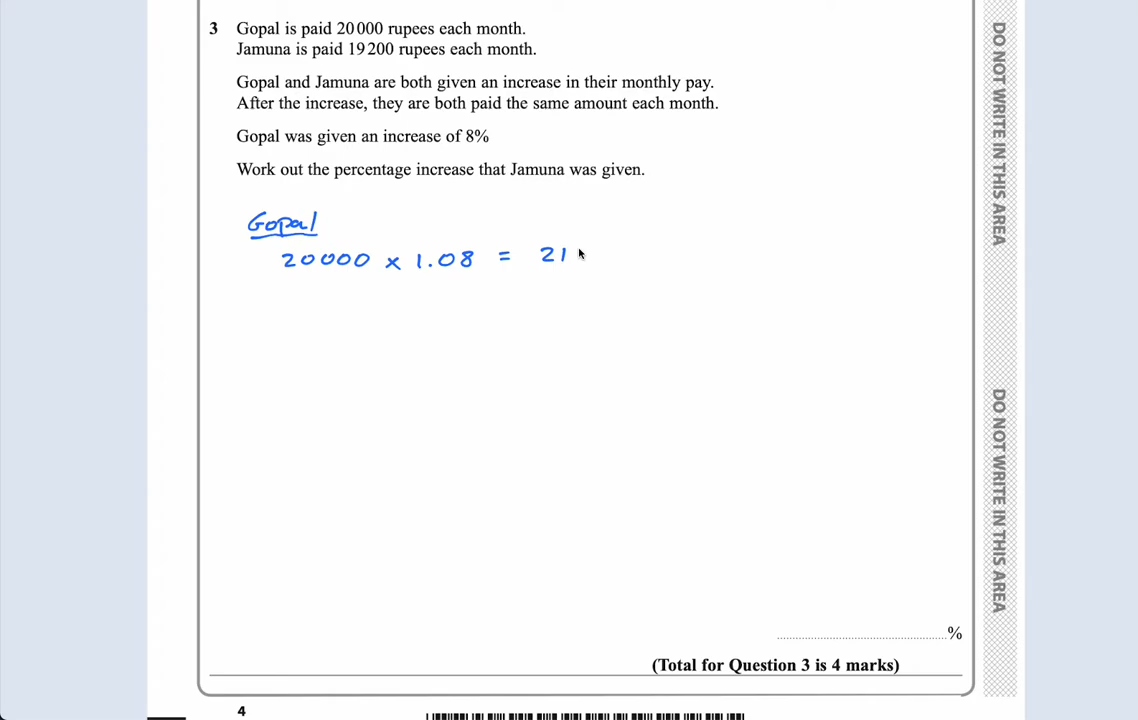 3 Gopal is paid 20 000 rupees each month.
Jamuna is paid 19 200 rupees each month.
Gopal and Jamuna are both given an increase in their monthly pay.
After the increase, they are both paid the same amount each month.
Gopal was given an increase of 8%
Work out the percentage increase that Jamuna was given.
Gopal
20000 × 1.08 = 21
%
(Total for Question 3 is 4 marks)
4
DO NOT WRITE IN THIS AREA
DO NOT WRITE IN THIS AREA